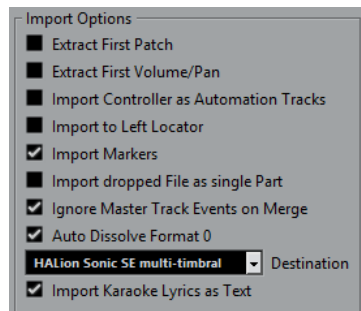 Import Options
Extract First Patch
Extract First Volume/Pan
Import Controller as Automation Tracks
Import to Left Locator
Import Markers
Import dropped File as single Part
Ignore Master Track Events on Merge
Auto Dissolve Format 0
HALion Sonic SE multi-timbral Destination
Import Karaoke Lyrics as Text